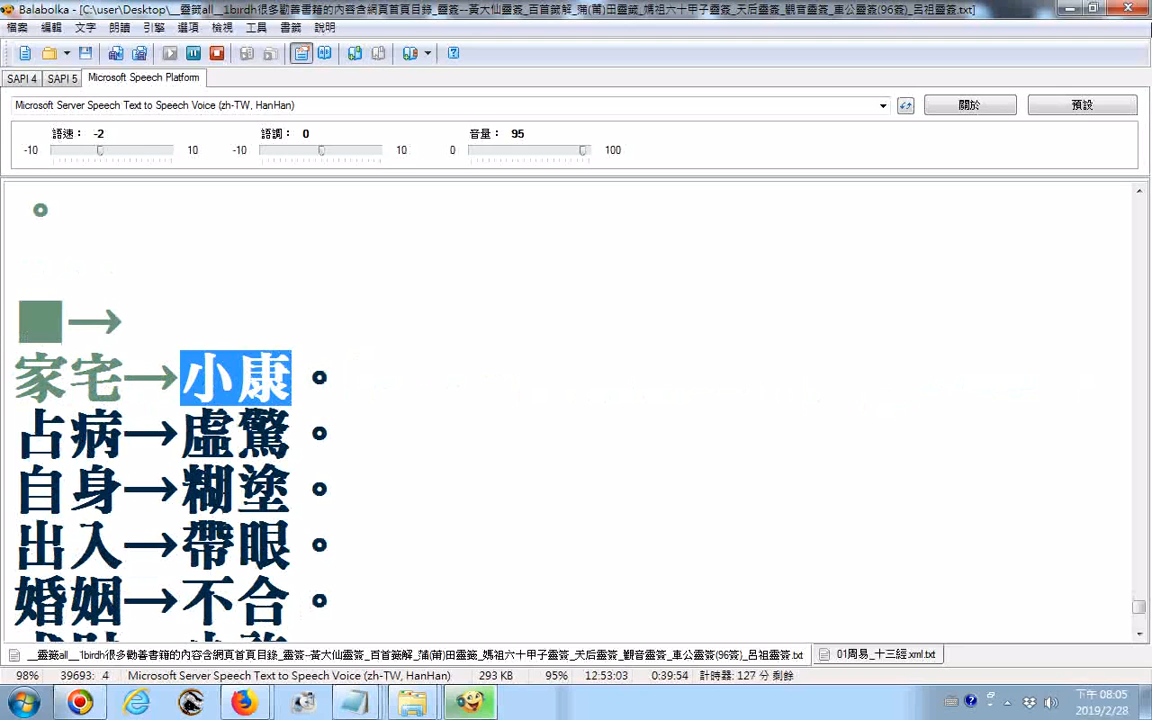 Balabolka - [C:\user\Desktop\__靈籤all__1birdh很多勸善書籍的內容含網頁首頁目錄_靈簽--黃大仙靈簽_百首籤解_蒲(莆)田靈籤_媽祖六十甲子靈簽_天后靈簽_觀音靈簽_車公靈簽(96簽)_呂祖靈簽.txt]
檔案 編輯 文字 朗讀 引擎 選項 檢視 工具 書籤 說明
SAPI 4 SAPI 5 Microsoft Speech Platform
Microsoft Server Speech Text to Speech Voice (zh-TW, HanHan) 關於 預設
語速： -2 語調： 0 音量： 95
-10 10 -10 10 0 100
。
■→
家宅→小康。
占病→虛驚。
自身→糊塗。
出入→帶眼。
婚姻→不合。
__靈籤all__1birdh很多勸善書籍的內容含網頁首頁目錄_靈簽--黃大仙靈簽_百首籤解_蒲(莆)田靈籤_媽祖六十甲子靈簽_天后靈簽_觀音靈簽_車公靈簽(96簽)_呂祖靈簽.txt 01周易_十三經.xml.txt
98% 39693: 4 Microsoft Server Speech Text to Speech Voice (zh-TW, HanHan) 293 KB 95% 12:53:03 0:39:54 計時器: 127 分 剩餘
下午 08:05
2019/2/28